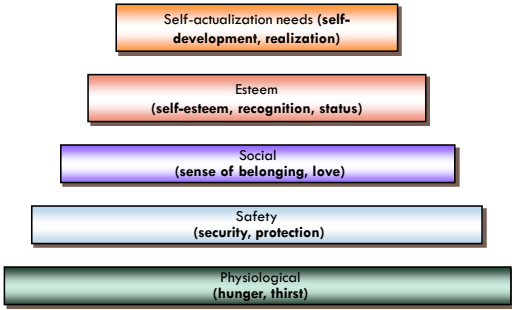 Self-actualization needs (self-
development, realization)
Esteem
(self-esteem, recognition, status)
Social
(sense of belonging, love)
Safety
(security, protection)
Physiological
(hunger, thirst)